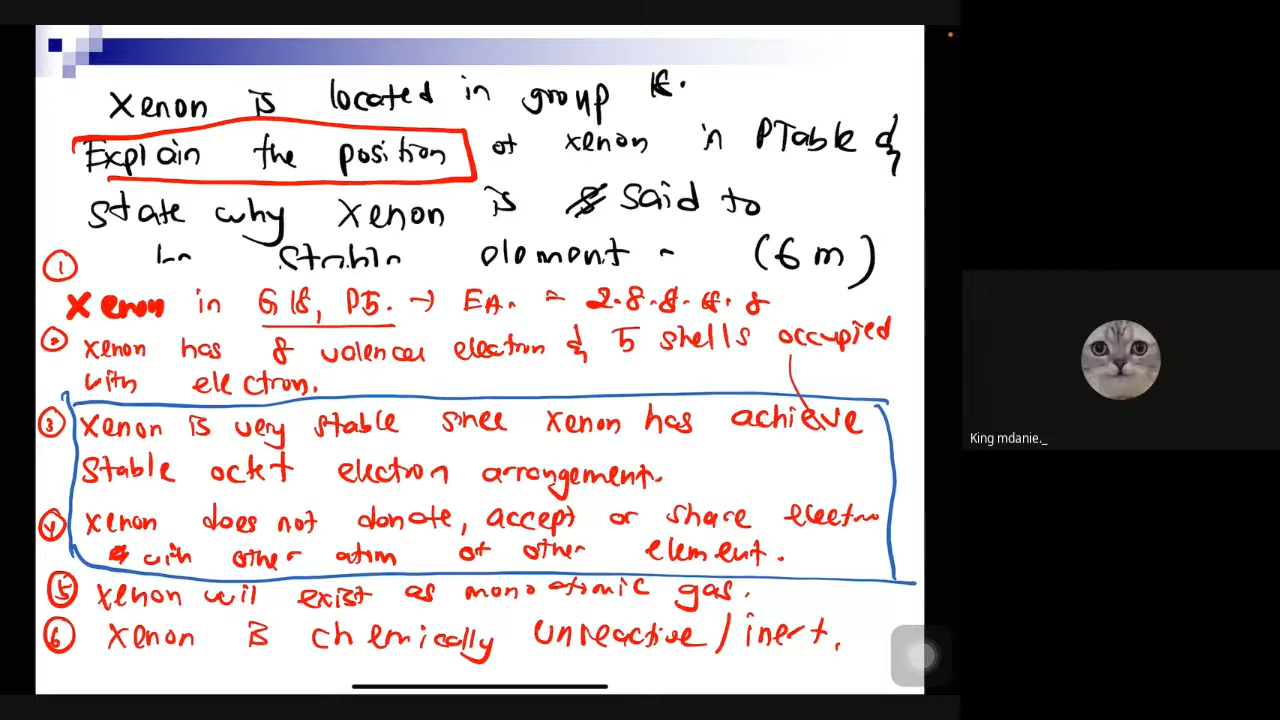 Xenon is located in group 18.
Explain the position of xenon in PTable &
state why Xenon is said to
be stable element. (6 m)
①
Xenon in G 18, P5. → EA. = 2.8.8.8.8
② xenon has 8 valences electron & 5 shells occupied
with electron.
③ Xenon is very stable since xenon has achieve
stable octet electron arrangement.
④ xenon does not donate, accept or share electro
with other atom of other element.
⑤ xenon will exist as monoatomic gas.
⑥ Xenon is chemically unreactive/inert.
King mdanie._